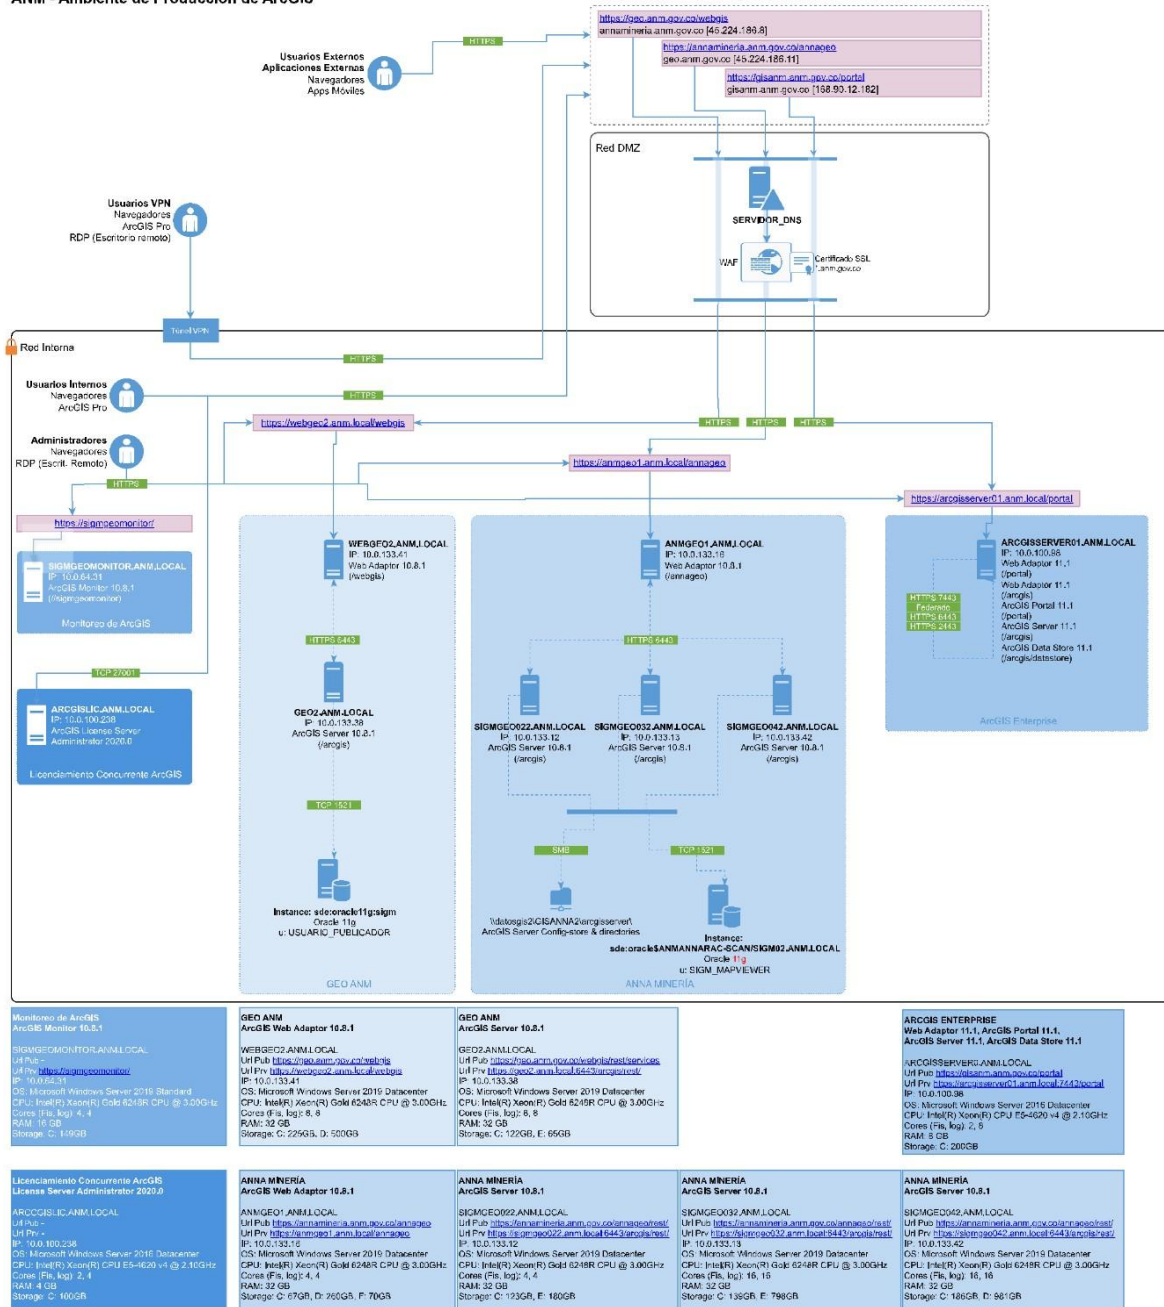 ANM - Ambiente de Producción de ArcGIS
https://geo.anm.gov.co/webgis
annamineria.anm.gov.co [45.224.186.8]
https://annamineria.anm.gov.co/annageo
geo.anm.gov.co [45.224.186.11]
https://gisanm.anm.gov.co/portal
gisanm.anm.gov.co [168.90.12.182]
HTTPS
Usuarios Externos
Aplicaciones Externas
Navegadores
Apps Móviles
Red DMZ
SERVIDOR_DNS
WAF
Certificado SSL
*.anm.gov.co
Usuarios VPN
Navegadores
ArcGIS Pro
RDP (Escritorio remoto)
Túnel VPN
HTTPS
Red Interna
Usuarios Internos
Navegadores
ArcGIS Pro
HTTPS
Administradores
Navegadores
RDP (Escrit. Remoto)
HTTPS
https://webgeo2.anm.local/webgis
HTTPS
HTTPS
HTTPS
https://anmgeo1.anm.local/annageo
https://arcgisserver01.anm.local/portal
https://sigmgeomonitor/
SIGMGEOMONITOR.ANM.LOCAL
IP: 10.0.64.31
ArcGIS Monitor 10.8.1
(//sigmgeomonitor)
Monitoreo de ArcGIS
TCP 27001
ARCGISLIC.ANM.LOCAL
IP: 10.0.100.238
ArcGIS License Server
Administrator 2020.0
Licenciamiento Concurrente ArcGIS
WEBGEO2.ANM.LOCAL
IP: 10.0.133.41
Web Adaptor 10.8.1
(/webgis)
HTTPS 6443
GEO2.ANM.LOCAL
IP: 10.0.133.38
ArcGIS Server 10.8.1
(/arcgis)
TCP 1521
Instance: sde:oracle11g:sigm
Oracle 11g
u: USUARIO_PUBLICADOR
GEO ANM
ANMGEO1.ANM.LOCAL
IP: 10.0.133.16
Web Adaptor 10.8.1
(/annageo)
HTTPS 6443
SIGMGEO022.ANM.LOCAL
IP: 10.0.133.12
ArcGIS Server 10.8.1
(/arcgis)
SIGMGEO032.ANM.LOCAL
IP: 10.0.133.13
ArcGIS Server 10.8.1
(/arcgis)
SIGMGEO042.ANM.LOCAL
IP: 10.0.133.42
ArcGIS Server 10.8.1
(/arcgis)
SMB
TCP 1521
\\datosgis2\GISANNA2\arcgisserver\
ArcGIS Server Config-store & directories
Instance:
sde:oracle$ANMANNARAC-SCAN/SIGM02.ANM.LOCAL
Oracle 11g
u: SIGM_MAPVIEWER
ANNA MINERÍA
ARCGISSERVER01.ANM.LOCAL
IP: 10.0.100.98
Web Adaptor 11.1
(/portal)
Web Adaptor 11.1
(/arcgis)
ArcGIS Portal 11.1
(/portal)
ArcGIS Server 11.1
(/arcgis)
ArcGIS Data Store 11.1
(/arcgis/datastore)
HTTPS 7443
Federado
HTTPS 6443
HTTPS 2443
ArcGIS Enterprise
Monitoreo de ArcGIS
ArcGIS Monitor 10.8.1
SIGMGEOMONITOR.ANM.LOCAL
Url Pub -
Url Prv https://sigmgeomonitor/
IP: 10.0.64.31
OS: Microsoft Windows Server 2019 Standard
CPU: Intel(R) Xeon(R) Gold 6248R CPU @ 3.00GHz
Cores (Fis, log): 4, 4
RAM: 16 GB
Storage: C: 149GB
GEO ANM
ArcGIS Web Adaptor 10.8.1
WEBGEO2.ANM.LOCAL
Url Pub https://geo.anm.gov.co/webgis
Url Prv https://webgeo2.anm.local/webgis
IP: 10.0.133.41
OS: Microsoft Windows Server 2019 Datacenter
CPU: Intel(R) Xeon(R) Gold 6248R CPU @ 3.00GHz
Cores (Fis, log): 8, 8
RAM: 32 GB
Storage: C: 225GB, D: 500GB
GEO ANM
ArcGIS Server 10.8.1
GEO2.ANM.LOCAL
Url Pub https://geo.anm.gov.co/webgis/rest/services
Url Prv https://geo2.anm.local:6443/arcgis/rest/
IP: 10.0.133.38
OS: Microsoft Windows Server 2019 Datacenter
CPU: Intel(R) Xeon(R) Gold 6248R CPU @ 3.00GHz
Cores (Fis, log): 8, 8
RAM: 32 GB
Storage: C: 122GB, E: 65GB
ARCGIS ENTERPRISE
Web Adaptor 11.1, ArcGIS Portal 11.1,
ArcGIS Server 11.1, ArcGIS Data Store 11.1
Url Pub https://gisanm.anm.gov.co/portal
Url Prv https://arcgisserver01.anm.local:7443/portal
IP: 10.0.100.98
OS: Microsoft Windows Server 2016 Datacenter
CPU: Intel(R) Xeon(R) CPU E5-4620 v4 @ 2.10GHz
Cores (Fis, log): 2, 8
RAM: 6 GB
Storage: C: 200GB
Licenciamiento Concurrente ArcGIS
License Server Administrator 2020.0
ARCCGISLIC.ANM.LOCAL
Url Pub -
Url Prv -
IP: 10.0.100.238
OS: Microsoft Windows Server 2016 Datacenter
CPU: Intel(R) Xeon(R) CPU E5-4620 v4 @ 2.10GHz
Cores (Fis, log): 2, 4
RAM: 4 GB
Storage: C: 100GB
ANNA MINERÍA
ArcGIS Web Adaptor 10.8.1
ANMGEO1.ANM.LOCAL
Url Pub https://annamineria.anm.gov.co/annageo
Url Prv https://anmgeo1.anm.local/annageo
IP: 10.0.133.16
OS: Microsoft Windows Server 2019 Datacenter
CPU: Intel(R) Xeon(R) Gold 6248R CPU @ 3.00GHz
Cores (Fis, log): 4, 4
RAM: 32 GB
Storage: C: 67GB, D: 260GB, F: 70GB
ANNA MINERÍA
ArcGIS Server 10.8.1
SIGMGEO022.ANM.LOCAL
Url Pub https://annamineria.anm.gov.co/annageo/rest/
Url Prv https://sigmgeo022.anm.local:6443/arcgis/rest/
IP: 10.0.133.12
OS: Microsoft Windows Server 2019 Datacenter
CPU: Intel(R) Xeon(R) Gold 6248R CPU @ 3.00GHz
Cores (Fis, log): 4, 4
RAM: 32 GB
Storage: C: 123GB, E: 180GB
ANNA MINERÍA
ArcGIS Server 10.8.1
SIGMGEO032.ANM.LOCAL
Url Pub https://annamineria.anm.gov.co/annageo/rest/
Url Prv https://sigmgeo032.anm.local:6443/arcgis/rest/
IP: 10.0.133.13
OS: Microsoft Windows Server 2019 Datacenter
CPU: Intel(R) Xeon(R) Gold 6248R CPU @ 3.00GHz
Cores (Fis, log): 16, 16
RAM: 32 GB
Storage: C: 139GB, E: 798GB
ANNA MINERÍA
ArcGIS Server 10.8.1
SIGMGEO042.ANM.LOCAL
Url Pub https://annamineria.anm.gov.co/annageo/rest/
Url Prv https://sigmgeo042.anm.local:6443/arcgis/rest/
IP: 10.0.133.42
OS: Microsoft Windows Server 2019 Datacenter
CPU: Intel(R) Xeon(R) Gold 6248R CPU @ 3.00GHz
Cores (Fis, log): 16, 16
RAM: 32 GB
Storage: C: 186GB, D: 981GB